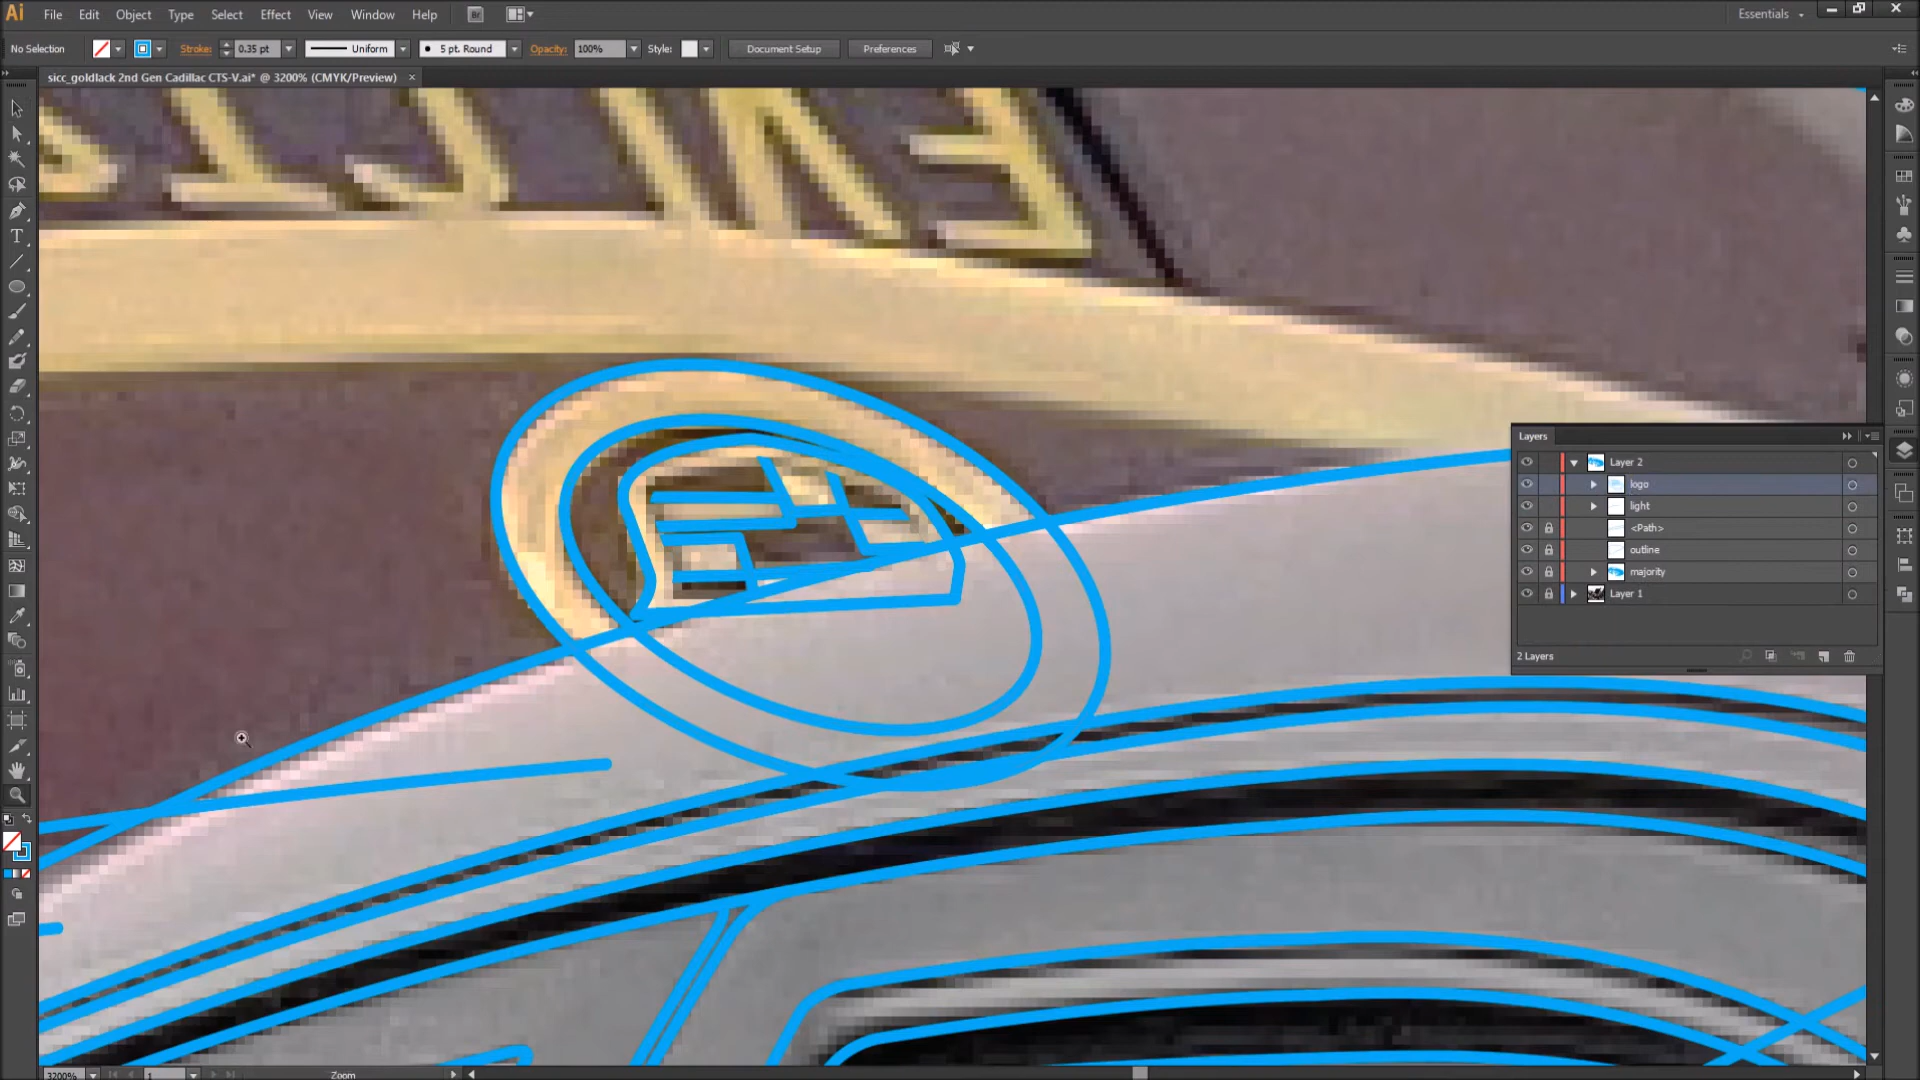 Ai File Edit Object Type Select Effect View Window Help Br Essentials
No Selection Stroke: 0.35 pt Uniform 5 pt. Round Opacity: 100% Style: Document Setup Preferences
sicc_goldlack 2nd Gen Cadillac CTS-V.ai* @ 3200% (CMYK/Preview) ×
Layers
Layer 2
logo
light
<Path>
outline
majority
Layer 1
2 Layers
3200% 1 Zoom